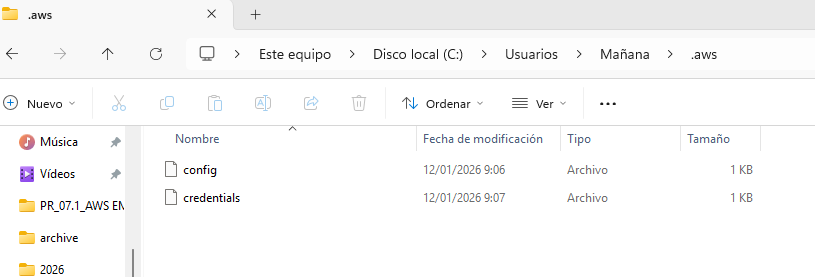 .aws
Este equipo > Disco local (C:) > Usuarios > Mañana > .aws
Nuevo Ordenar Ver
Nombre Fecha de modificación Tipo Tamaño
Música
Vídeos
PR_07.1_AWS EN
archive
2026
config 12/01/2026 9:06 Archivo 1 KB
credentials 12/01/2026 9:07 Archivo 1 KB